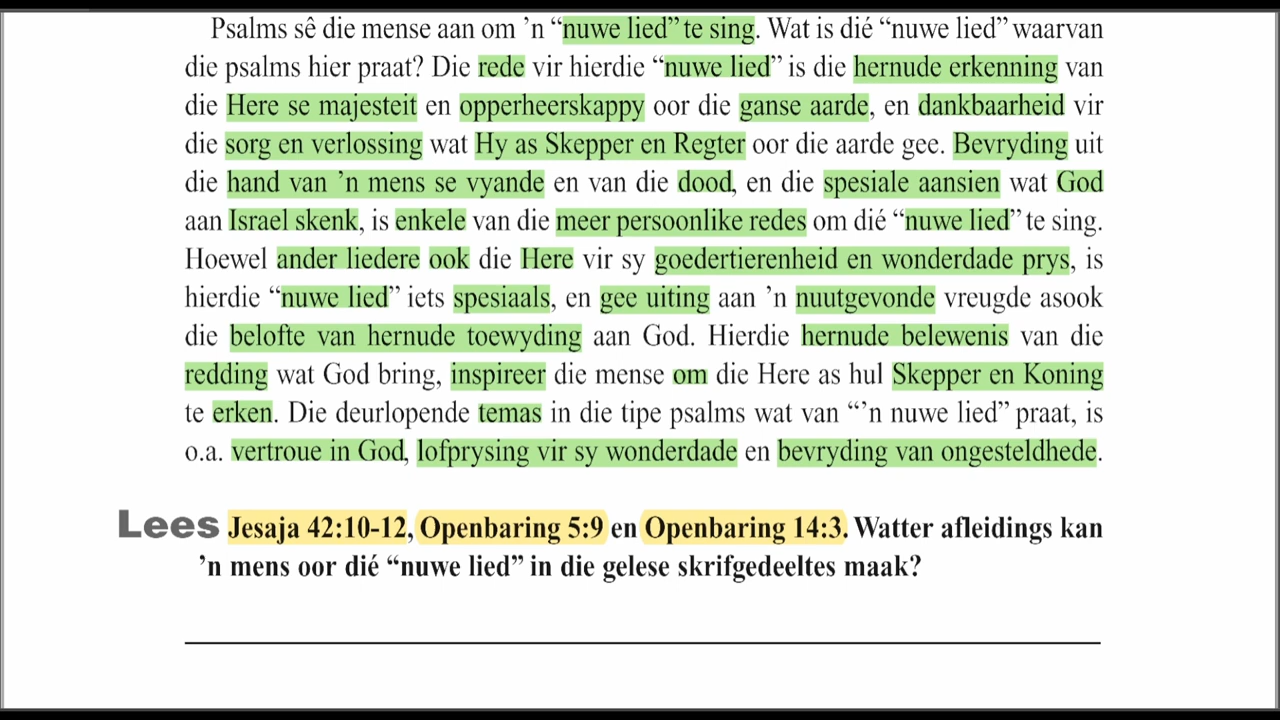 Psalms sê die mense aan om ’n “nuwe lied” te sing. Wat is dié “nuwe lied” waarvan
die psalms hier praat? Die rede vir hierdie “nuwe lied” is die hernude erkenning van
die Here se majesteit en opperheerskappy oor die ganse aarde, en dankbaarheid vir
die sorg en verlossing wat Hy as Skepper en Regter oor die aarde gee. Bevryding uit
die hand van ’n mens se vyande en van die dood, en die spesiale aansien wat God
aan Israel skenk, is enkele van die meer persoonlike redes om dié “nuwe lied” te sing.
Hoewel ander liedere ook die Here vir sy goedertierenheid en wonderdade prys, is
hierdie “nuwe lied” iets spesiaals, en gee uiting aan ’n nuutgevonde vreugde asook
die belofte van hernude toewyding aan God. Hierdie hernude belewenis van die
redding wat God bring, inspireer die mense om die Here as hul Skepper en Koning
te erken. Die deurlopende temas in die tipe psalms wat van “’n nuwe lied” praat, is
o.a. vertroue in God, lofprysing vir sy wonderdade en bevryding van ongesteldhede.
Lees Jesaja 42:10-12, Openbaring 5:9 en Openbaring 14:3. Watter afleidings kan
’n mens oor dié “nuwe lied” in die gelese skrifgedeeltes maak?